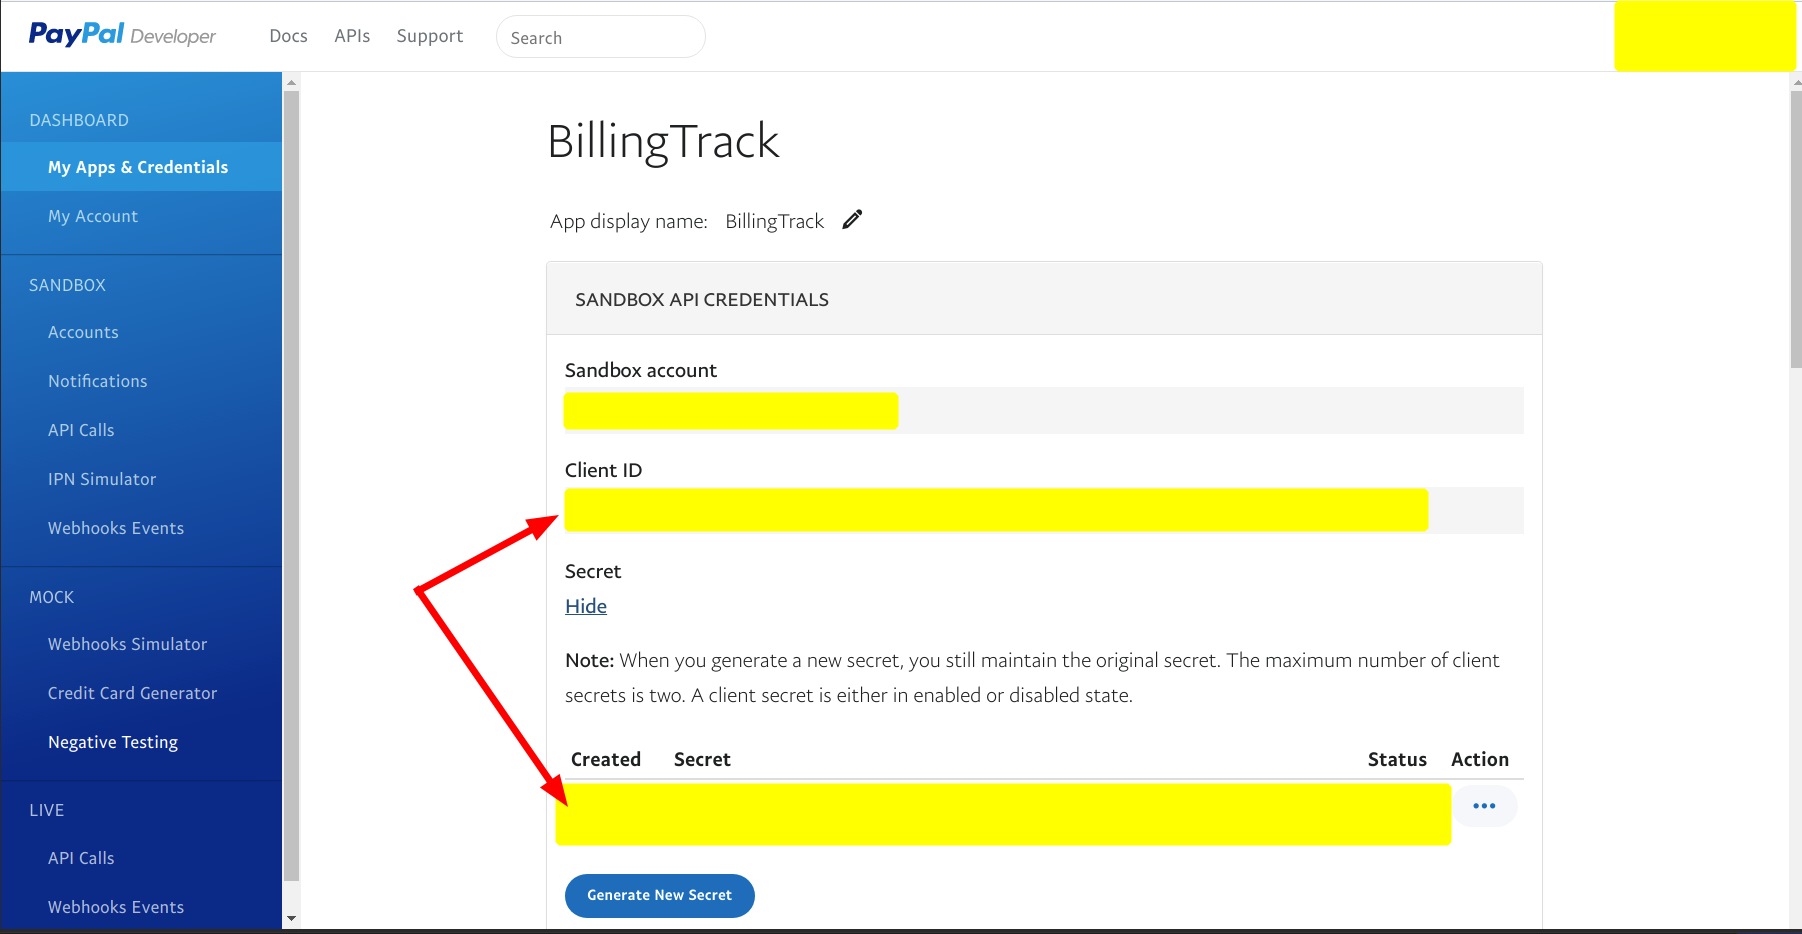 PayPal Developer
Docs APIs Support
Search
DASHBOARD
My Apps & Credentials
My Account
SANDBOX
Accounts
Notifications
API Calls
IPN Simulator
Webhooks Events
MOCK
Webhooks Simulator
Credit Card Generator
Negative Testing
LIVE
API Calls
Webhooks Events
BillingTrack
App display name: BillingTrack
SANDBOX API CREDENTIALS
Sandbox account
Client ID
Secret
Hide
Note: When you generate a new secret, you still maintain the original secret. The maximum number of client
secrets is two. A client secret is either in enabled or disabled state.
Created Secret Status Action
Generate New Secret